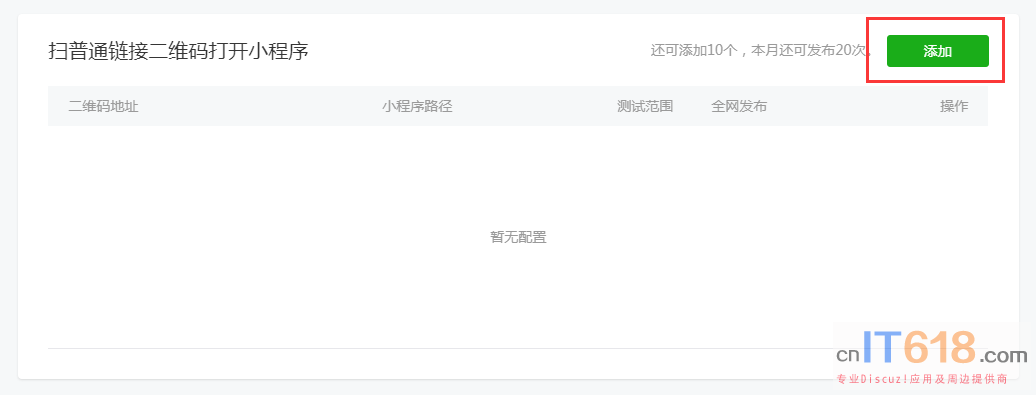 扫普通链接二维码打开小程序
还可添加10个，本月还可发布20次。
添加
二维码地址 小程序路径 测试范围 全网发布 操作
暂无配置
cnIT618.com
专业Discuz!应用及周边提供商